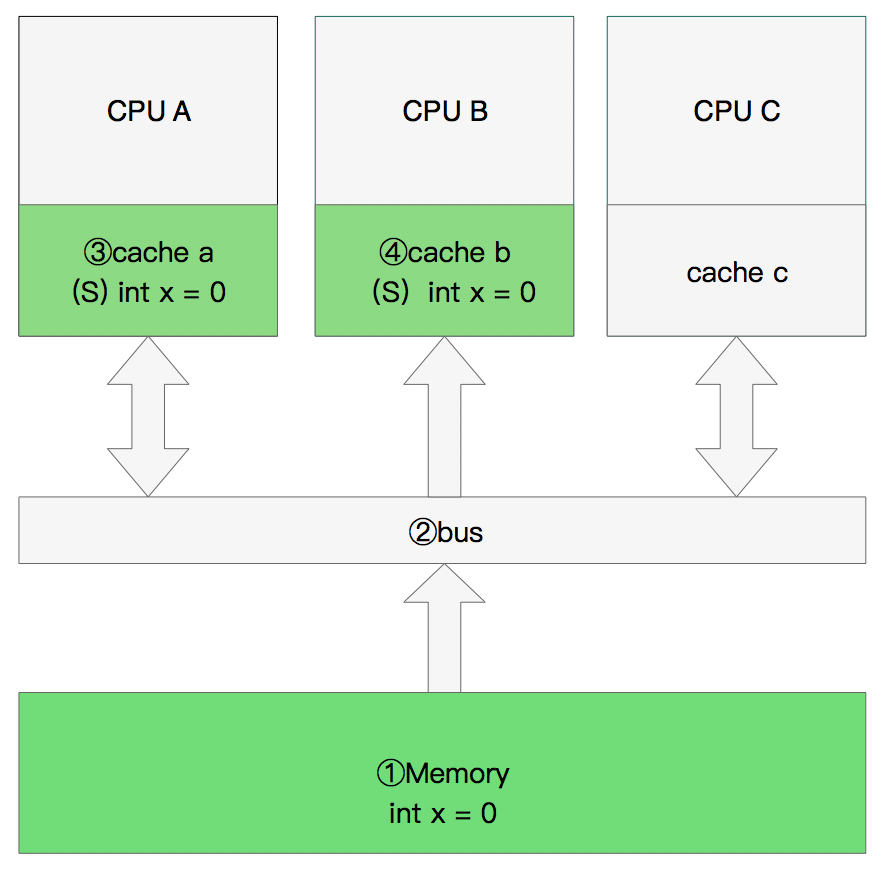 CPU A
CPU B
CPU C
③cache a
(S) int x = 0
④cache b
(S) int x = 0
cache c
②bus
①Memory
int x = 0